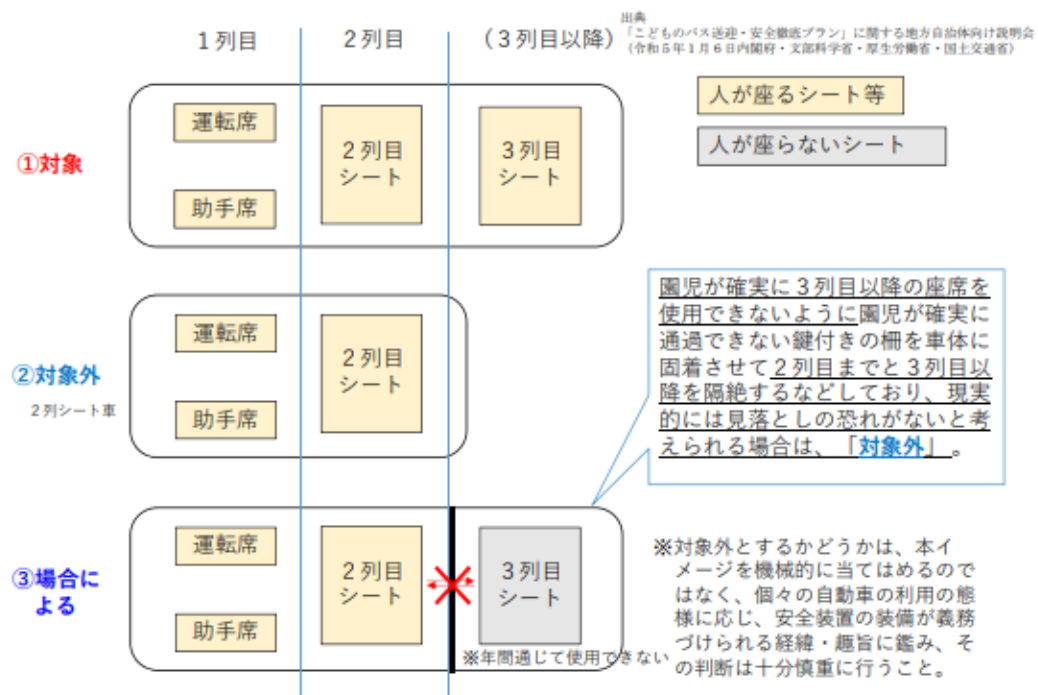 出典
「こどものバス送迎・安全徹底プラン」に関する地方自治体向け説明会
（令和５年１月６日内閣府・文部科学省・厚生労働省・国土交通省）
１列目
２列目
（３列目以降）
人が座るシート等
人が座らないシート
①対象
運転席
助手席
２列目
シート
３列目
シート
②対象外
２列シート車
運転席
助手席
２列目
シート
園児が確実に３列目以降の座席を
使用できないように園児が確実に
通過できない鍵付きの柵を車体に
固着させて２列目までと３列目以
降を隔絶するなどしており、現実
的には見落としの恐れがないと考
えられる場合は、「対象外」。
③場合に
よる
運転席
助手席
２列目
シート
３列目
シート
※年間通じて使用できない
※対象外とするかどうかは、本イ
メージを機械的に当てはめるので
はなく、個々の自動車の利用の態
様に応じ、安全装置の装備が義務
づけられる経緯・趣旨に鑑み、そ
の判断は十分慎重に行うこと。